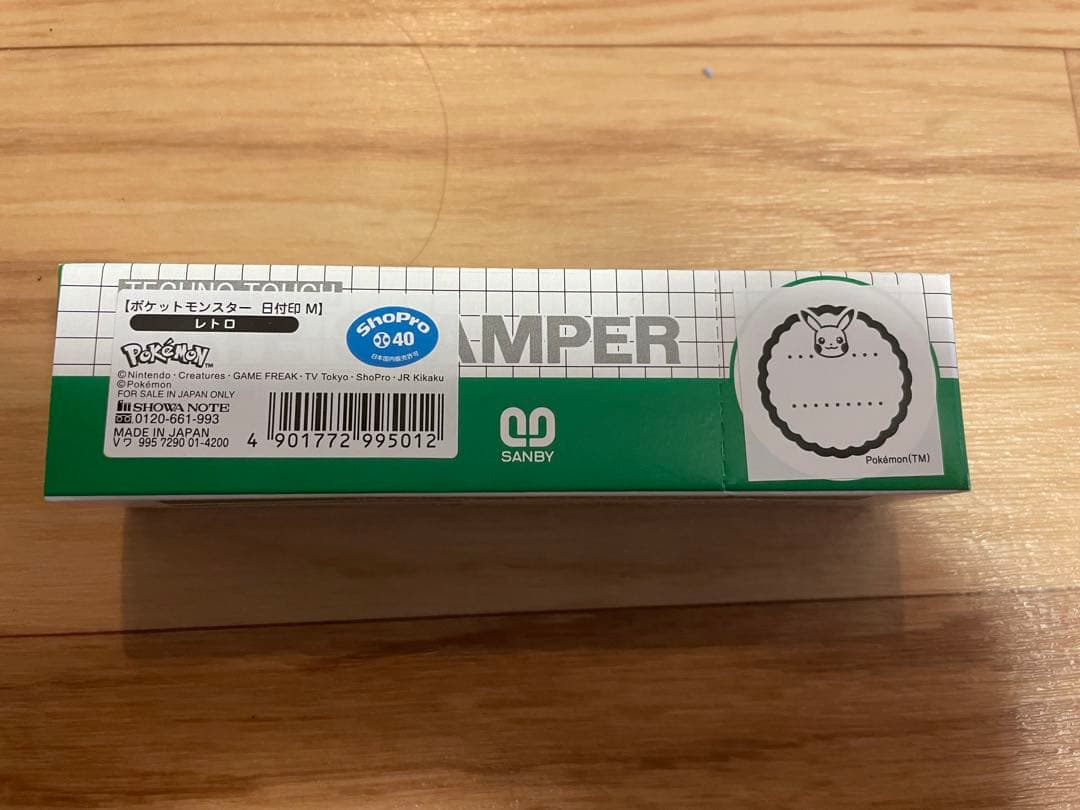 TECHNO TOUCH
【ポケットモンスター 日付印 M】
レトロ
Pokémon™
ShoPro
40
日本国内販売許可
©Nintendo・Creatures・GAME FREAK・TV Tokyo・ShoPro・JR Kikaku
©Pokémon
FOR SALE IN JAPAN ONLY
SHOWA NOTE
0120-661-993
MADE IN JAPAN
995 7290 01-4200
4 901772 995012
AMPER
SANBY
Pokémon(TM)